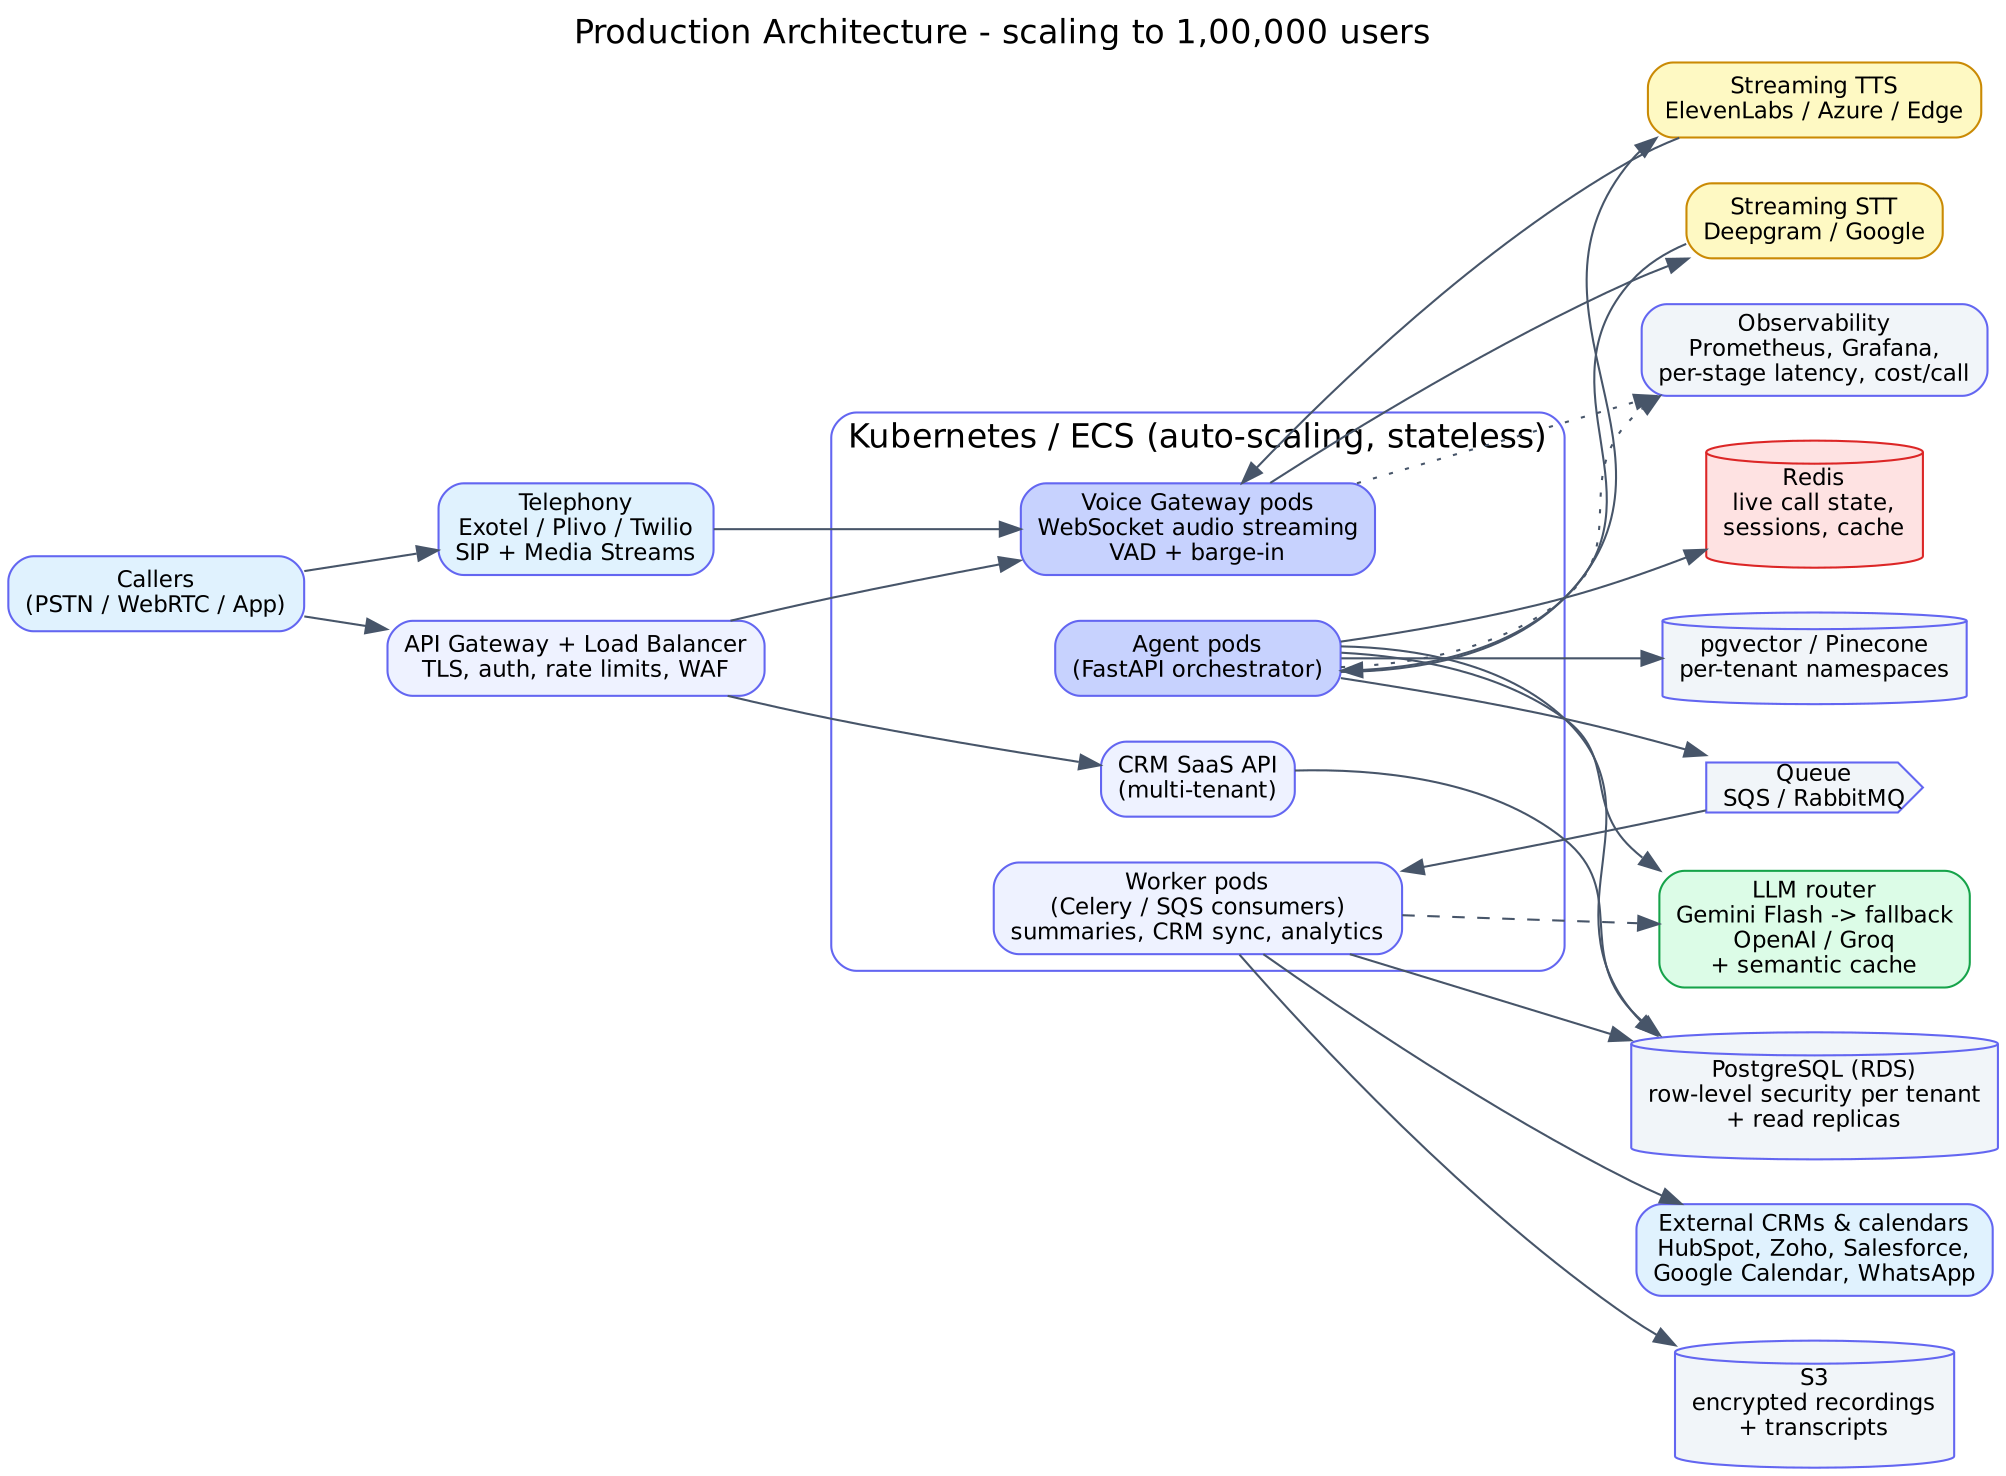 Production Architecture - scaling to 1,00,000 users
Streaming TTS
ElevenLabs / Azure / Edge
Streaming STT
Deepgram / Google
Observability
Prometheus, Grafana,
per-stage latency, cost/call
Kubernetes / ECS (auto-scaling, stateless)
Redis
live call state,
sessions, cache
Telephony
Exotel / Plivo / Twilio
SIP + Media Streams
Voice Gateway pods
WebSocket audio streaming
VAD + barge-in
Callers
(PSTN / WebRTC / App)
API Gateway + Load Balancer
TLS, auth, rate limits, WAF
Agent pods
(FastAPI orchestrator)
pgvector / Pinecone
per-tenant namespaces
CRM SaaS API
(multi-tenant)
Queue
SQS / RabbitMQ
Worker pods
(Celery / SQS consumers)
summaries, CRM sync, analytics
LLM router
Gemini Flash -> fallback
OpenAI / Groq
+ semantic cache
PostgreSQL (RDS)
row-level security per tenant
+ read replicas
External CRMs & calendars
HubSpot, Zoho, Salesforce,
Google Calendar, WhatsApp
S3
encrypted recordings
+ transcripts